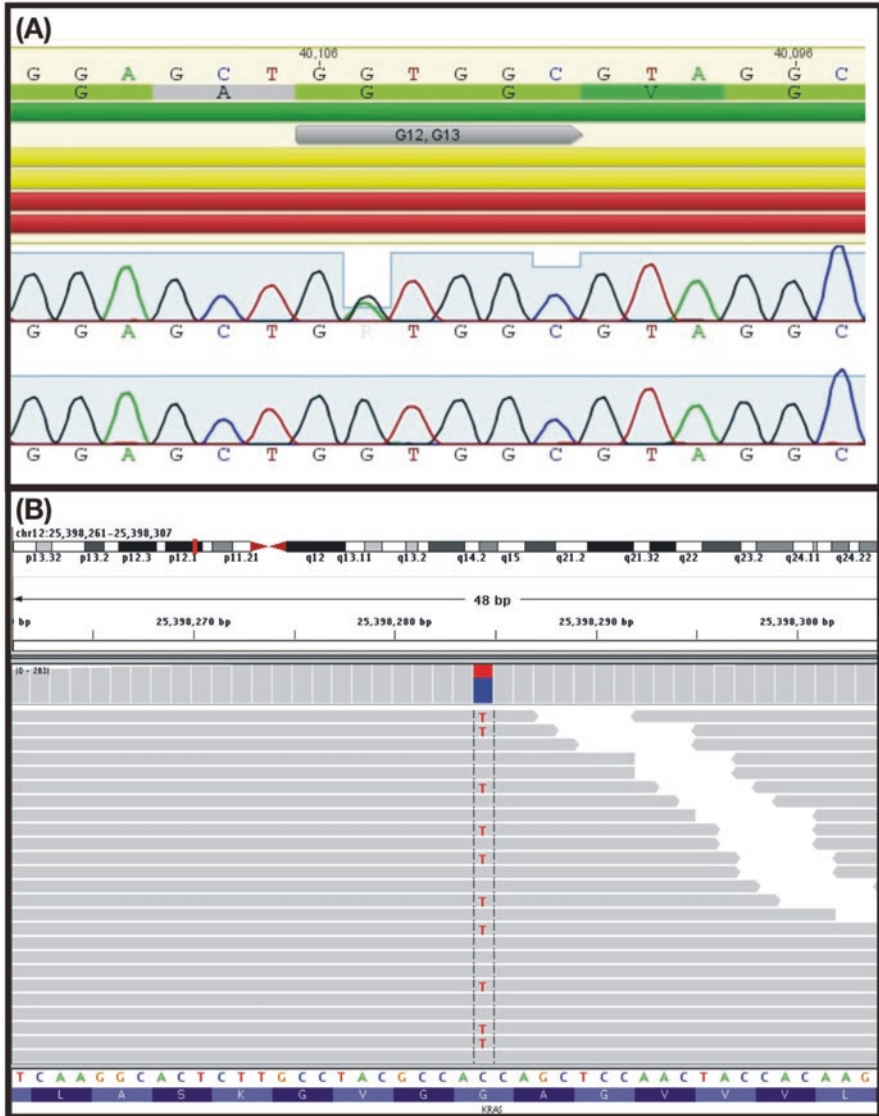 (A)
40,106 40,096
G G A G C T G G T G G C G T A G G C
G A G G V G
G12, G13
G G A G C T G R T G G C G T A G G C
G G A G C T G G T G G C G T A G G C
(B)
chr12:25,398,261-25,398,307
p13.32 p13.2 p12.3 p12.1 p11.21 q12 q13.11 q13.2 q14.2 q15 q21.2 q21.32 q22 q23.2 q24.11 q24.22
48 bp
bp 25,398,270 bp 25,398,280 bp 25,398,290 bp 25,398,300 bp
T
T
T
T
T
T
T
T
T
T
T C A A G G C A C T C T T G C C T A C G C C A C C A G C T C C A A C T A C C A C A A G
L A S K G V G G A G V V V L
KRAS